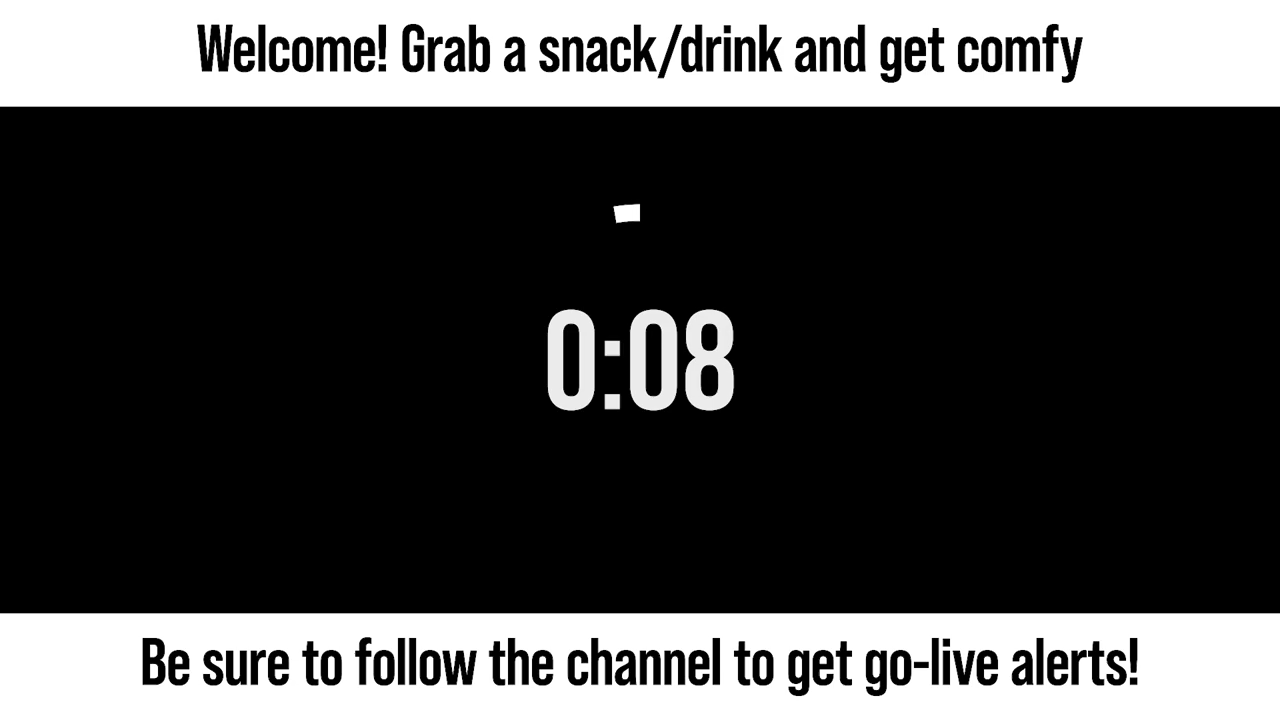 Welcome! Grab a snack/drink and get comfy
0:08
Be sure to follow the channel to get go-live alerts!